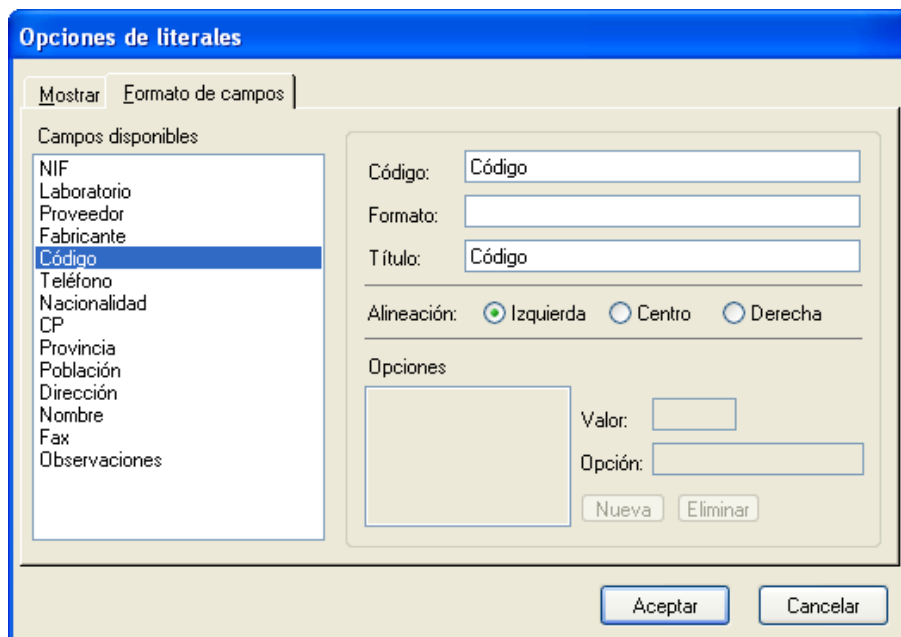 Opciones de literales
Mostrar Formato de campos
Campos disponibles
NIF
Laboratorio
Proveedor
Fabricante
Código
Teléfono
Nacionalidad
CP
Provincia
Población
Dirección
Nombre
Fax
Observaciones
Código: Código
Formato:
Título: Código
Alineación: Izquierda Centro Derecha
Opciones
Valor:
Opción:
Nueva Eliminar
Aceptar Cancelar